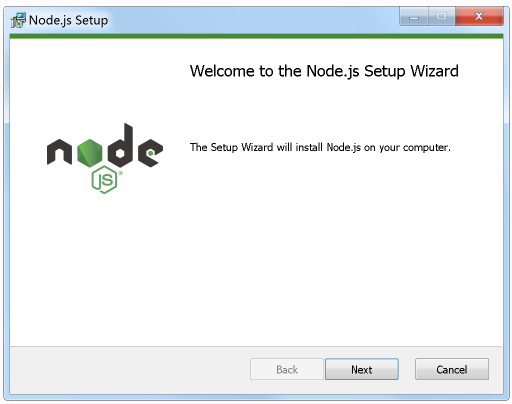 Node.js Setup
Welcome to the Node.js Setup Wizard
The Setup Wizard will install Node.js on your computer.
node
JS®
Back
Next
Cancel